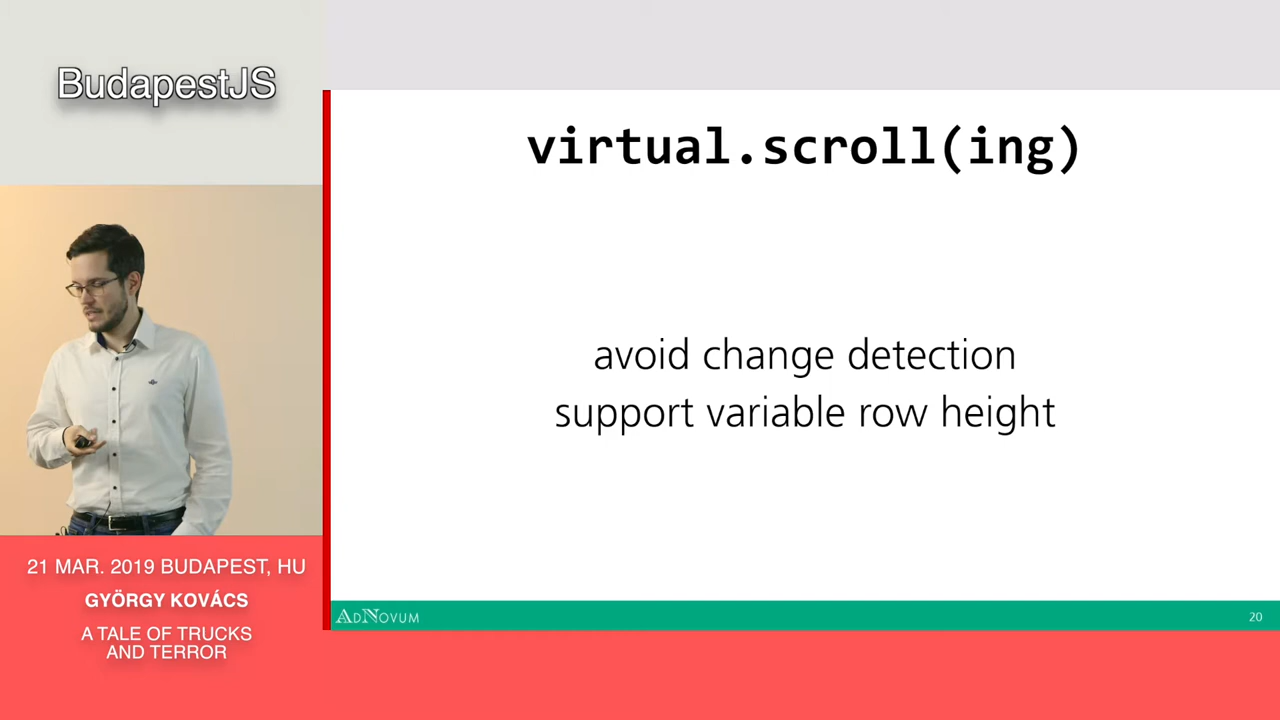 BudapestJS
virtual.scroll(ing)
avoid change detection
support variable row height
21 MAR. 2019 BUDAPEST, HU
GYÖRGY KOVÁCS
A TALE OF TRUCKS
AND TERROR
ADNOVUM
20